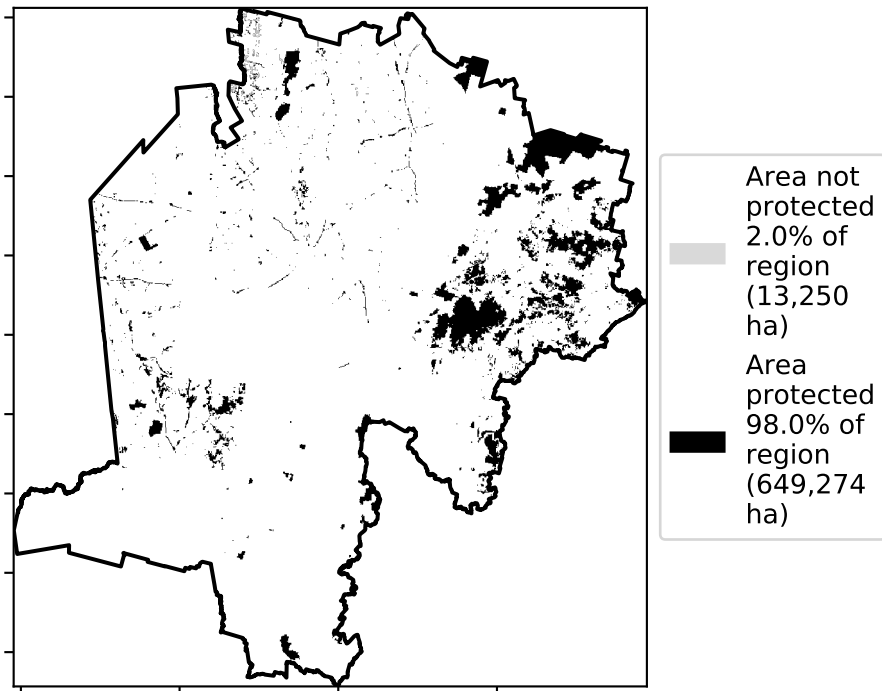 Area not
protected
2.0% of
region
(13,250
ha)
Area
protected
98.0% of
region
(649,274
ha)